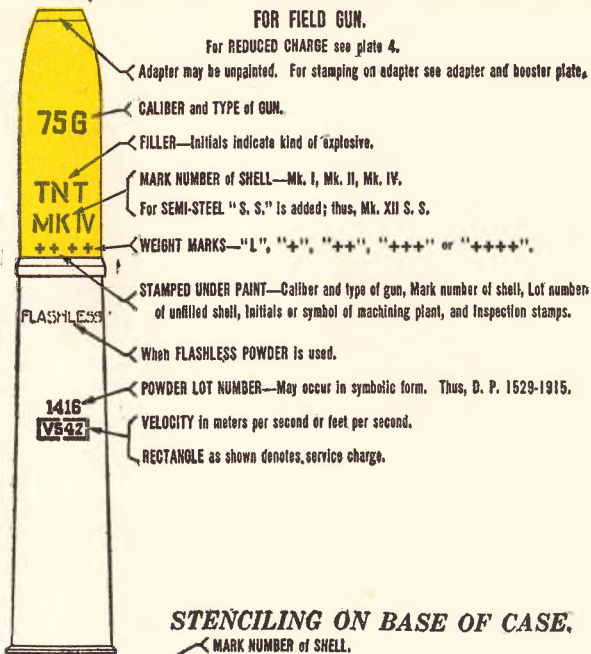 FOR FIELD GUN.
For REDUCED CHARGE see plate 4.
Adapter may be unpainted. For stamping on adapter see adapter and booster plate.
75G
CALIBER and TYPE of GUN.
FILLER—Initials indicate kind of explosive.
TNT
MK IV
++++
MARK NUMBER of SHELL—Mk. I, Mk. II, Mk. IV.
For SEMI-STEEL "S. S." is added; thus, Mk. XII S. S.
WEIGHT MARKS—"L", "+", "++", "+++" or "++++".
STAMPED UNDER PAINT—Caliber and type of gun, Mark number of shell, Lot number
of unfilled shell, Initials or symbol of machining plant, and Inspection stamps.
FLASHLESS
When FLASHLESS POWDER is used.
POWDER LOT NUMBER—May occur in symbolic form. Thus, D. P. 1529-1915.
1416
V542
VELOCITY in meters per second or feet per second.
RECTANGLE as shown denotes service charge.
STENCILING ON BASE OF CASE.
MARK NUMBER of SHELL.